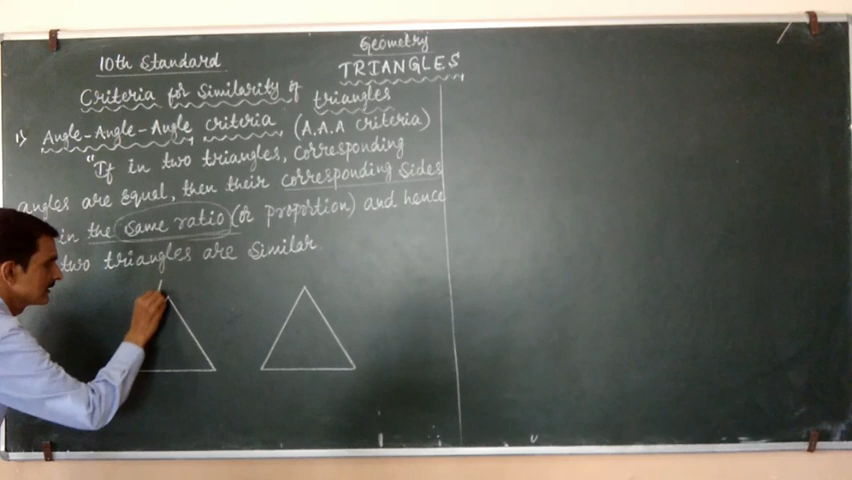 Geometry
10th Standard
TRIANGLES
Criteria for Similarity of triangles
1) Angle-Angle-Angle criteria (A.A.A criteria)
"If in two triangles, corresponding
angles are Equal, then their corresponding Sides
in the same ratio (or proportion) and hence
two triangles are Similar.